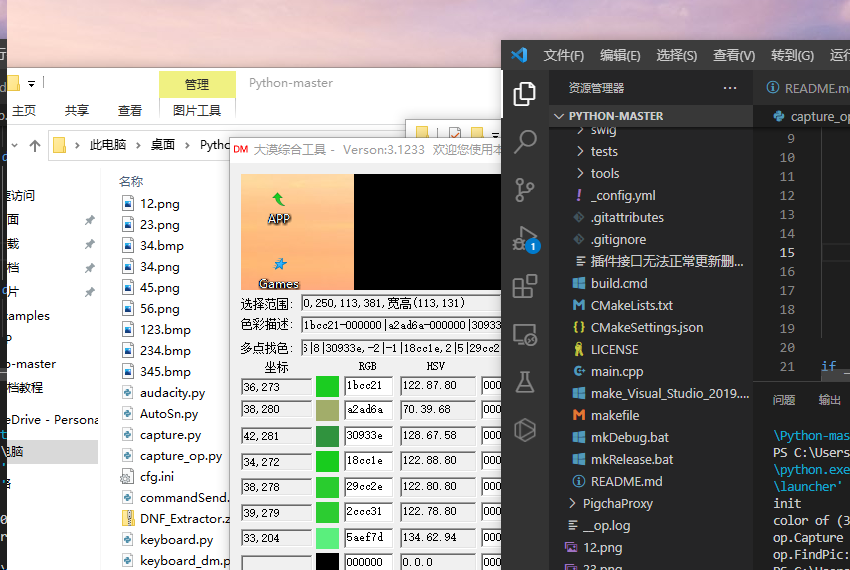 管理
Python-master
主页
共享
查看
图片工具
此电脑
桌面
名称
速访问
12.png
23.png
34.bmp
34.png
45.png
56.png
123.bmp
234.bmp
345.bmp
audacity.py
AutoSn.py
capture.py
capture_op.py
cfg.ini
commandSend.
DNF_Extractor.z
keyboard.py
keyboard_dm.p
面
载
档
片
amples
o-master
档教程
eDrive - Persona
电脑
DM 大漠综合工具 - Verson:3.1233 欢迎您使用本
APP
Games
选择范围: 0,250,113,381,宽高(113,131)
色彩描述: 1bcc21-000000|a2ad6a-000000|30933
多点找色: 6|8|30933e,-2|-1|18cc1e,2|5|29cc2
坐标 RGB HSV
36,273 1bcc21 122.87.80 000
38,280 a2ad6a 70.39.68 000
42,281 30933e 128.67.58 000
34,272 18cc1e 122.88.80 000
38,278 29cc2e 122.80.80 000
39,279 2ccc31 122.78.80 000
33,204 5aef7d 134.62.94 000
000000 0.0.0 000
文件(F) 编辑(E) 选择(S) 查看(V) 转到(G) 运行
资源管理器 ···
PYTHON-MASTER
swig
tests
tools
_config.yml
.gitattributes
.gitignore
插件接口无法正常更新删...
build.cmd
CMakeLists.txt
CMakeSettings.json
LICENSE
main.cpp
make_Visual_Studio_2019....
makefile
mkDebug.bat
mkRelease.bat
README.md
PigchaProxy
__op.log
12.png
23.png
1
README.m
capture_op
9
10
11
12
13
14
15
16
17
18
19
20
21 if
问题 输出
\Python-mas
PS C:\Users
\python.exe
\launcher'
init
color of (3
op.Capture
op.FindPic:
PS C:\Users